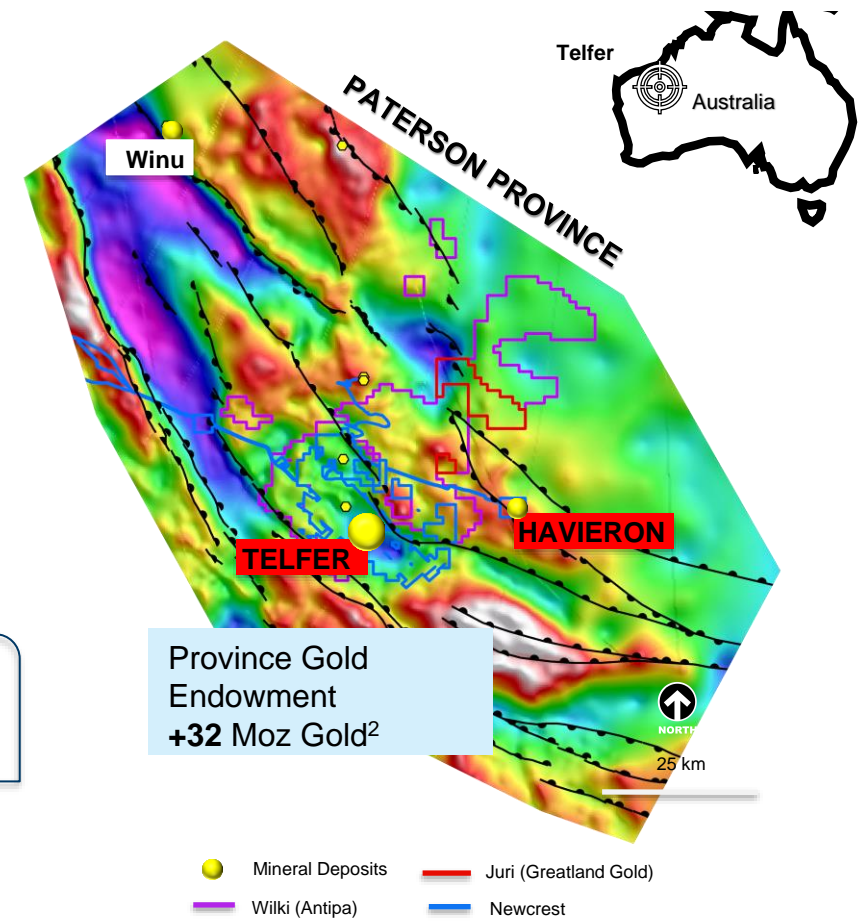 Telfer
Australia
PATERSON PROVINCE
Winu
HAVIERON
TELFER
Province Gold
Endowment
+32 Moz Gold²
NORTH
25 km
Mineral Deposits
Juri (Greatland Gold)
Wilki (Antipa)
Newcrest